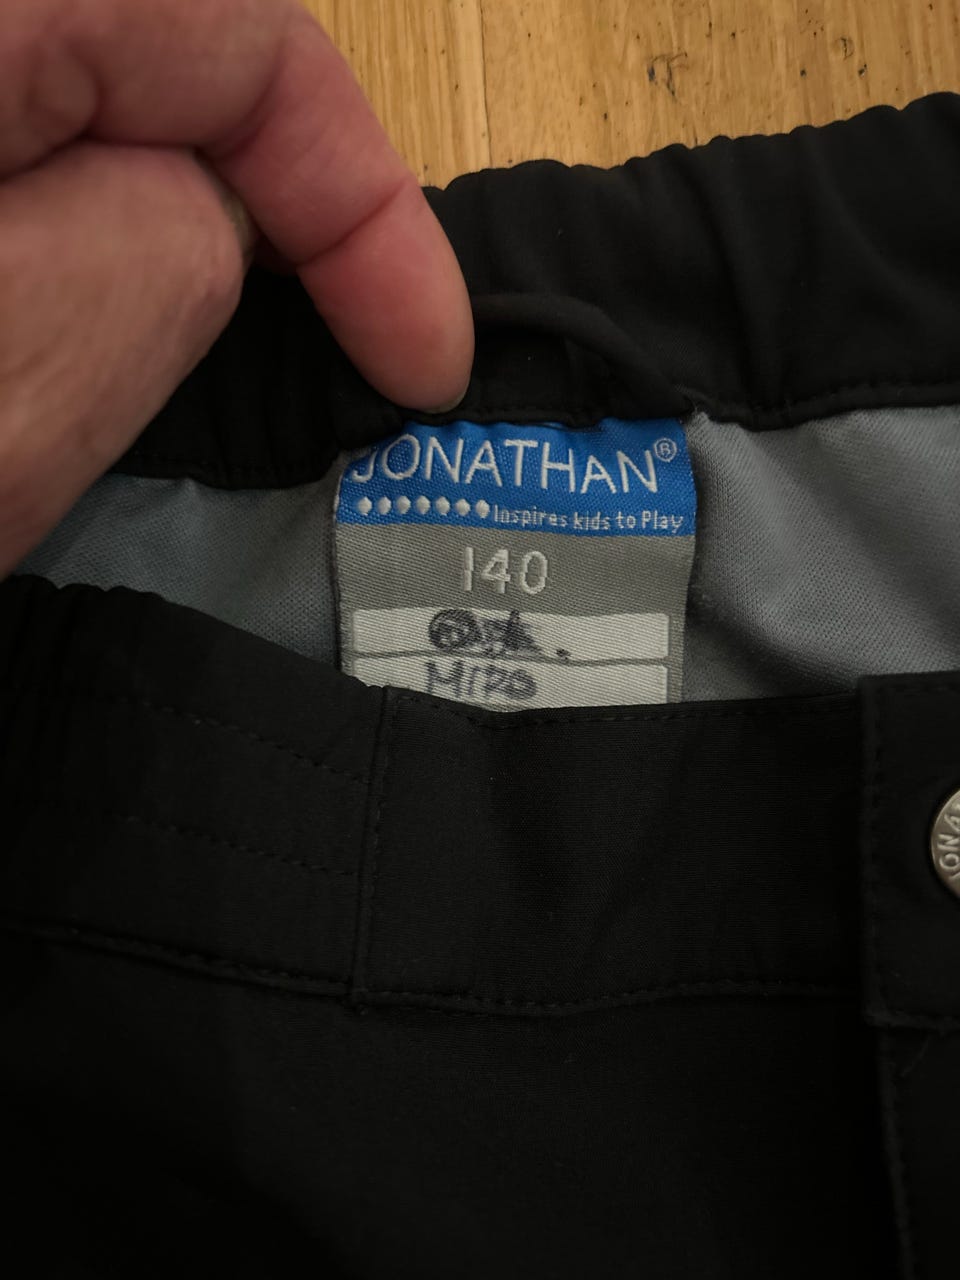 JONATHAN®
Inspires kids to Play
140
MIRO